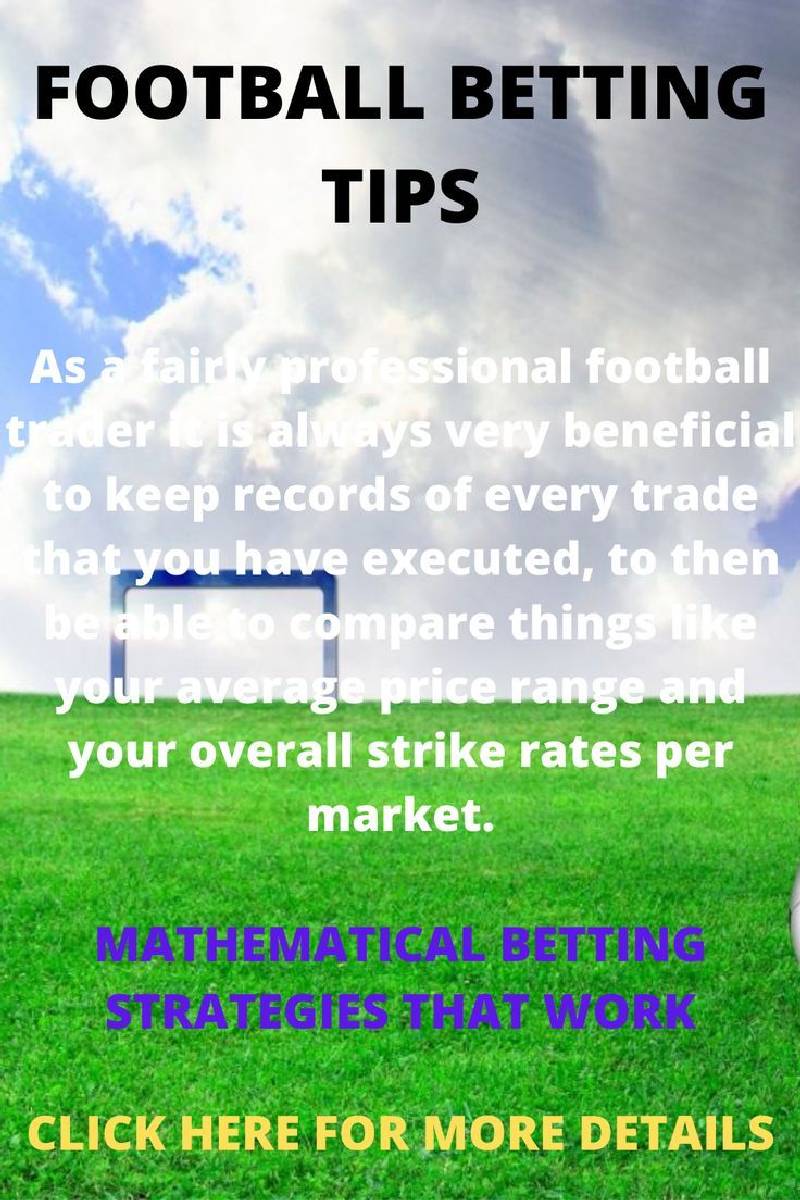 FOOTBALL BETTING
TIPS
As a fairly professional football
trader it is always very beneficial
to keep records of every trade
that you have executed, to then
be able to compare things like
your average price range and
your overall strike rates per
market.
MATHEMATICAL BETTING
STRATEGIES THAT WORK
CLICK HERE FOR MORE DETAILS